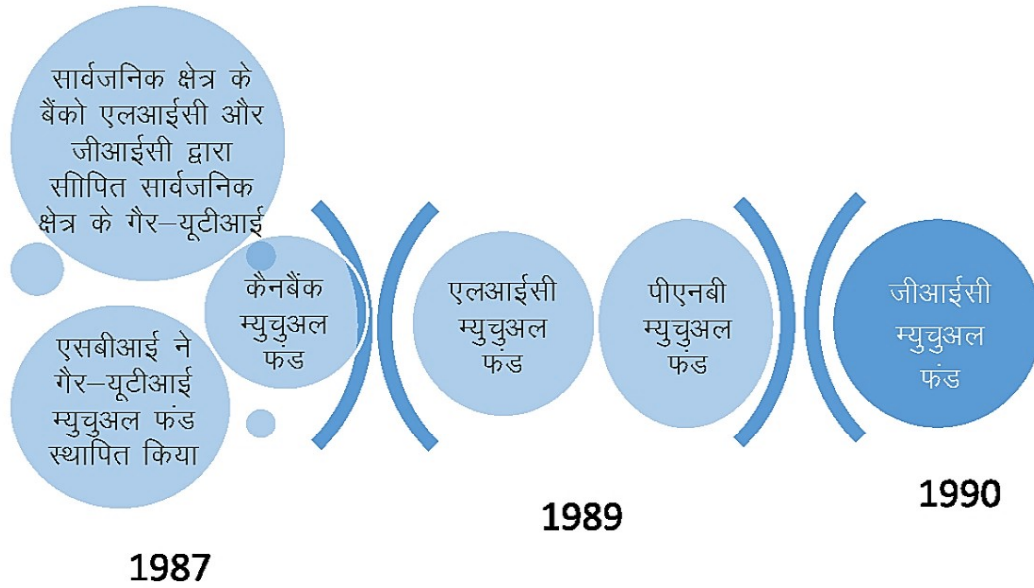 सार्वजनिक क्षेत्र के
बैंको एलआईसी और
जीआईसी द्वारा
साीपित सार्वजनिक
क्षेत्र के गैर–यूटीआई
एसबीआई ने
गैर–यूटीआई
म्युचुअल फंड
स्थापित किया
कैनबैंक
म्युचुअल
फंड
1987
एलआईसी
म्युचुअल
फंड
पीएनबी
म्युचुअल
फंड
1989
जीआईसी
म्युचुअल
फंड
1990